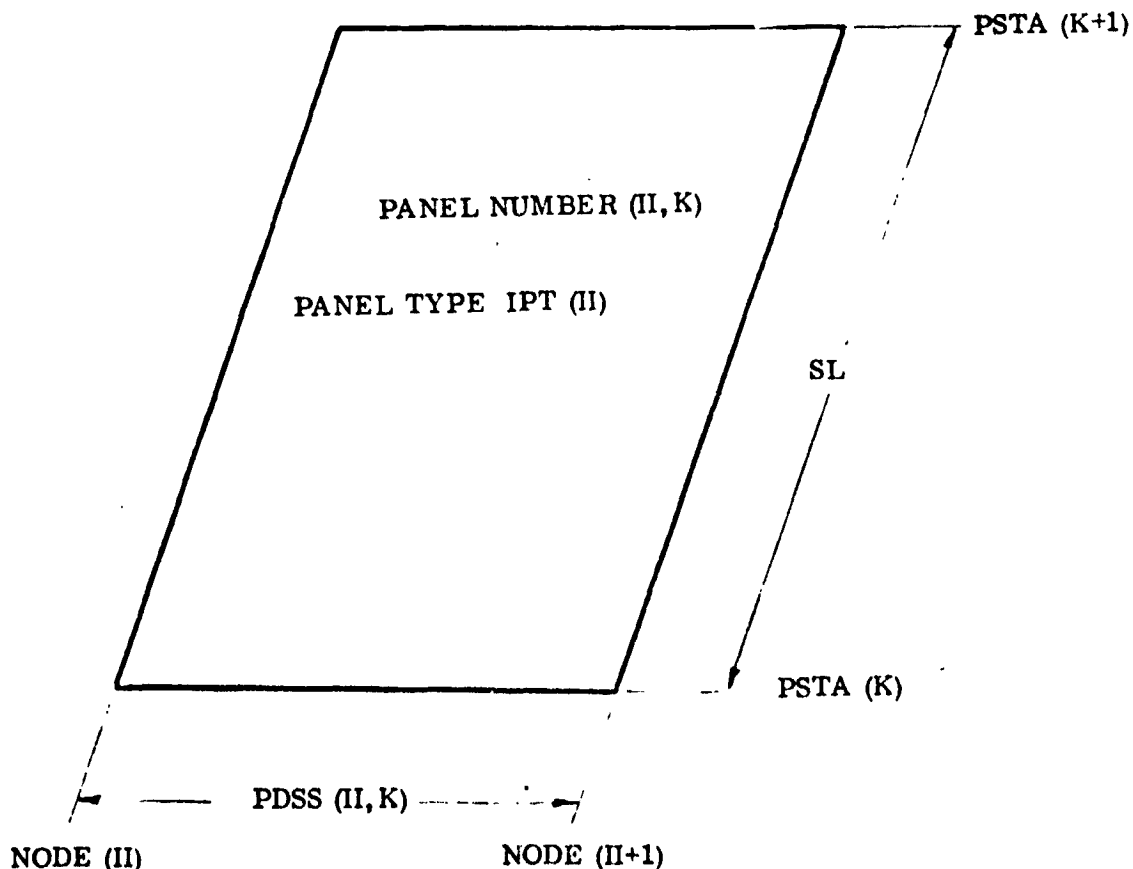 PSTA (K+1)
PANEL NUMBER (II, K)
PANEL TYPE IPT (II)
SL
PSTA (K)
PDSS (II, K)
NODE (II)
NODE (II+1)